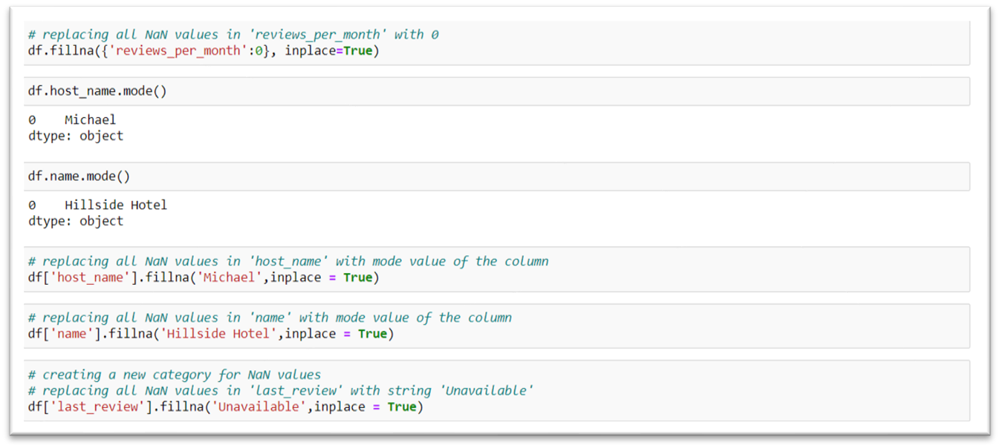 # replacing all NaN values in 'reviews_per_month' with 0
df.fillna({'reviews_per_month':0}, inplace=True)
df.host_name.mode()
0    Michael
dtype: object
df.name.mode()
0    Hillside Hotel
dtype: object
# replacing all NaN values in 'host_name' with mode value of the column
df['host_name'].fillna('Michael',inplace = True)
# replacing all NaN values in 'name' with mode value of the column
df['name'].fillna('Hillside Hotel',inplace = True)
# creating a new category for NaN values
# replacing all NaN values in 'last_review' with string 'Unavailable'
df['last_review'].fillna('Unavailable',inplace = True)